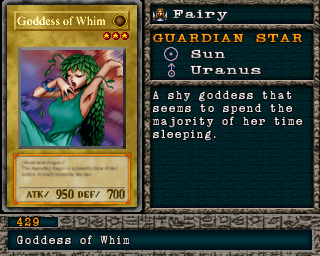 Goddess of Whim
ATK/ 950 DEF/ 700
Fairy
GUARDIAN STAR
Sun
Uranus
A shy goddess that
seems to spend the
majority of her time
sleeping.
429
Goddess of Whim